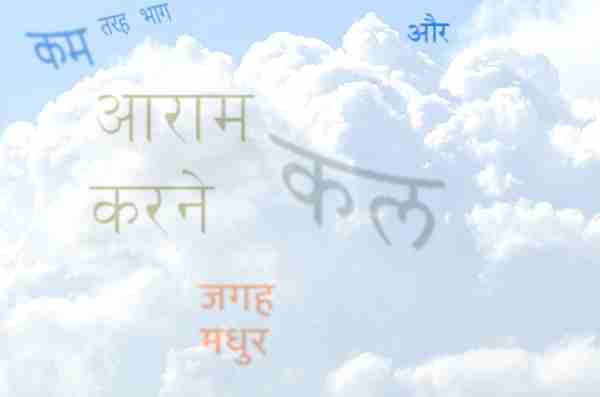 कम
तरह भाग
और
आराम
करने
कल
जगह
मधुर